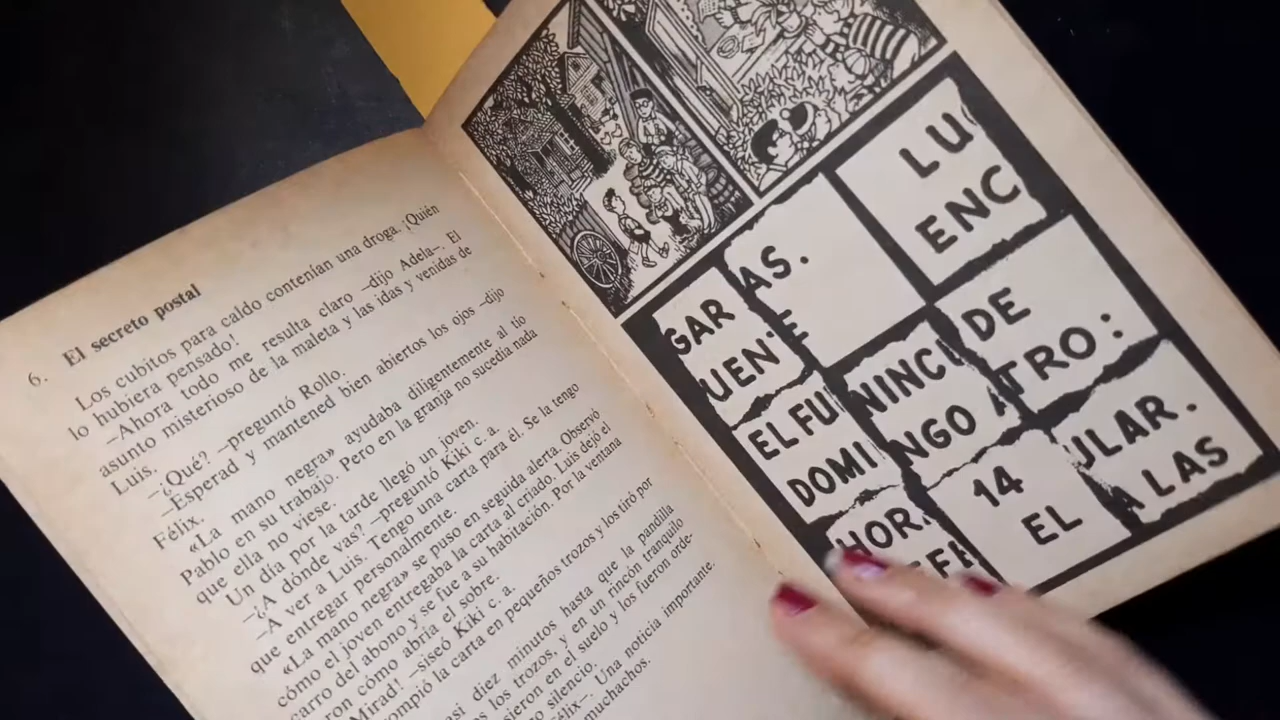 6. El secreto postal
Los cubitos para caldo contenían una droga. ¡Quién
lo hubiera pensado!
–Ahora todo me resulta claro –dijo Adela–. El
asunto misterioso de la maleta y las idas y venidas de
Luis.
–¿Qué? –preguntó Rollo.
–Esperad y mantened bien abiertos los ojos –dijo
Félix.
«La mano negra» ayudaba diligentemente al tío
Pablo en su trabajo. Pero en la granja no sucedía nada
que ella no viese.
Un día por la tarde llegó un joven.
–¿A dónde vas? –preguntó Kiki c. a.
–A ver a Luis. Tengo una carta para él. Se la tengo
que entregar personalmente.
«La mano negra» se puso en seguida alerta. Observó
cómo el joven entregaba la carta al criado. Luis dejó el
carro del abono y se fue a su habitación. Por la ventana
ron cómo abría el sobre.
Mirad! –siseó Kiki c. a.
ompió la carta en pequeños trozos y los tiró por
asi diez minutos hasta que la pandilla
los trozos, y en un rincón tranquilo
sieron en el suelo y los fueron orde-
so silencio.
elix–. Una noticia importante.
muchachos.
LU
ENC
AS.
E
GAR
UENT
DE
TRO:
NINCU
NGO A
EL FU
DOMI
ULAR.
A LAS
14
EL
HOR